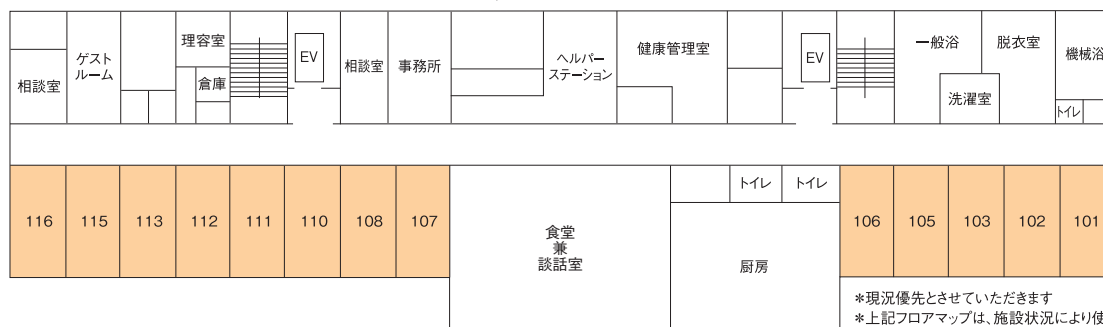 相談室
ゲスト
ルーム
理容室
倉庫
EV
相談室
事務所
ヘルパー
ステーション
健康管理室
EV
一般浴
脱衣室
機械浴
洗濯室
トイレ
116
115
113
112
111
110
108
107
食堂
兼
談話室
トイレ
トイレ
厨房
106
105
103
102
101
＊現況優先とさせていただきます
＊上記フロアマップは、施設状況により使